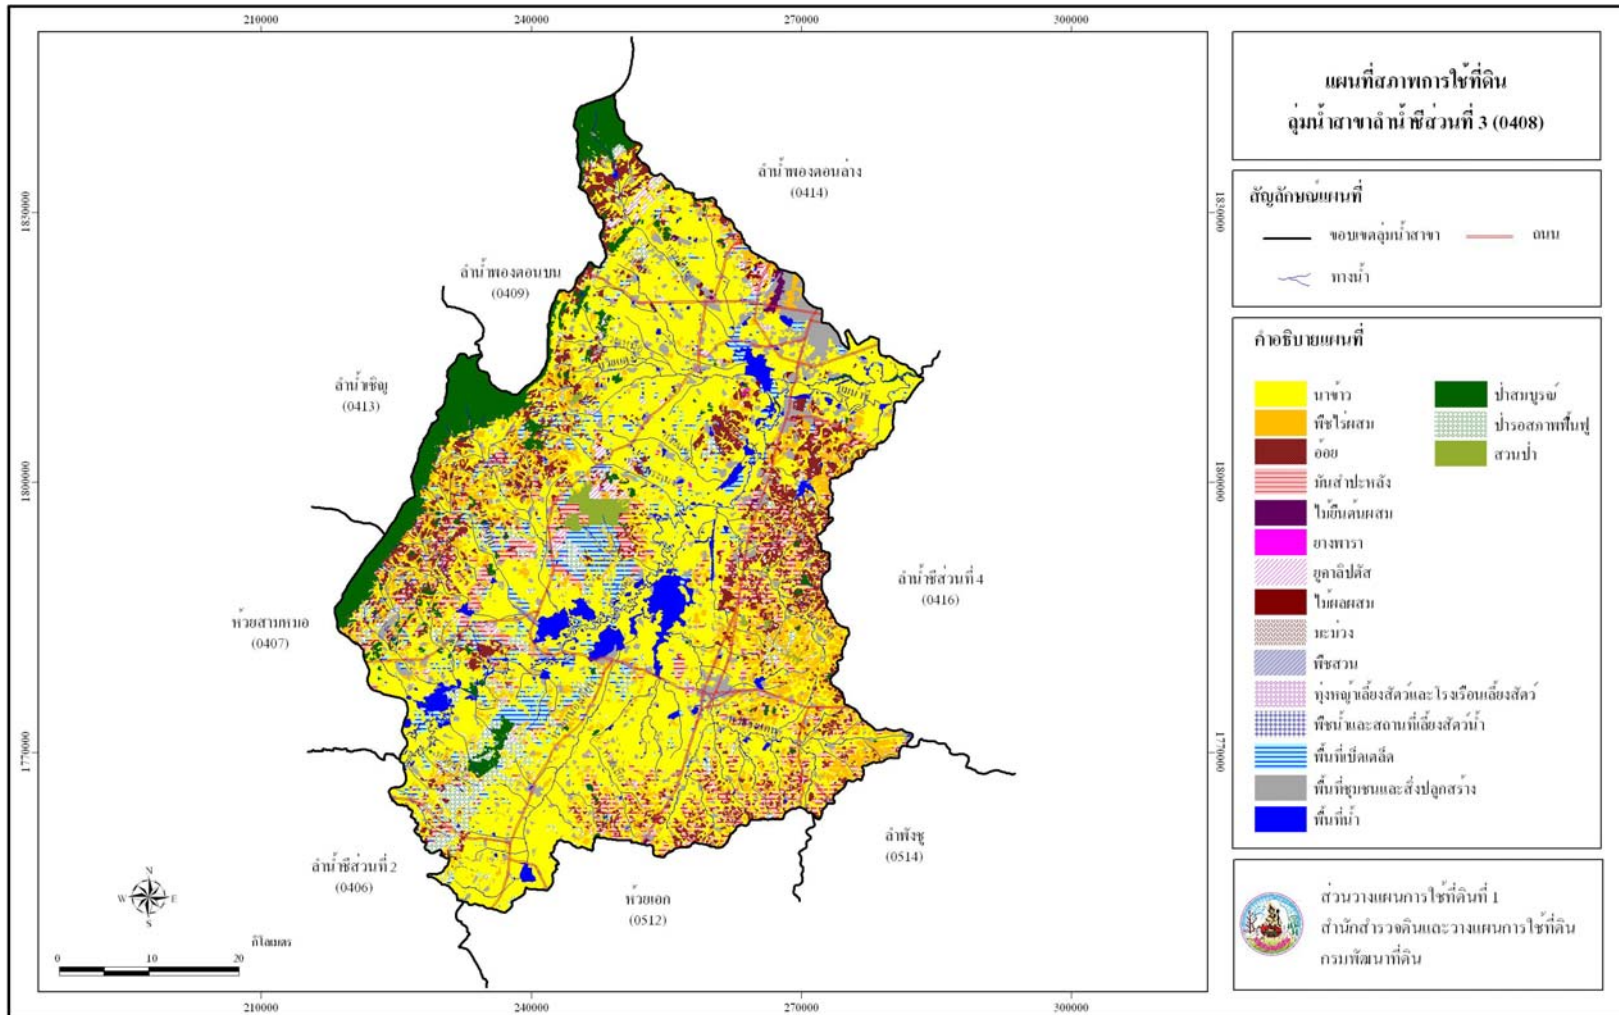 210000
240000
270000
300000
แผนที่สภาพการใช้ที่ดิน
ลุ่มน้ำสาขาลำน้ำชีส่วนที่ 3 (0408)
สัญลักษณ์แผนที่
ขอบเขตลุ่มน้ำสาขา
ถนน
ทางน้ำ
คำอธิบายแผนที่
นาข้าว
พืชไร่ผสม
อ้อย
มันสำปะหลัง
ไม้ยืนต้นผสม
ยางพารา
ยูคาลิปตัส
ไม้ผลผสม
มะม่วง
พืชสวน
ทุ่งหญ้าเลี้ยงสัตว์และโรงเรือนเลี้ยงสัตว์
พืชน้ำและสถานที่เลี้ยงสัตว์น้ำ
พื้นที่เบ็ดเตล็ด
พื้นที่ชุมชนและสิ่งปลูกสร้าง
พื้นที่น้ำ
ป่าสมบูรณ์
ป่ารอสภาพฟื้นฟู
สวนป่า
ส่วนวางแผนการใช้ที่ดินที่ 1
สำนักสำรวจดินและวางแผนการใช้ที่ดิน
กรมพัฒนาที่ดิน
ลำน้ำพองตอนล่าง
(0414)
1830000
1830000
ลำน้ำพองตอนบน
(0409)
ลำน้ำเชิญ
(0413)
1800000
1800000
ลำน้ำชีส่วนที่ 4
(0416)
ห้วยสามหมอ
(0407)
1770000
1770000
ลำพังชู
(0514)
ลำน้ำชีส่วนที่ 2
(0406)
ห้วยเอก
(0512)
N
W
E
S
กิโลเมตร
0
10
20
210000
240000
270000
300000